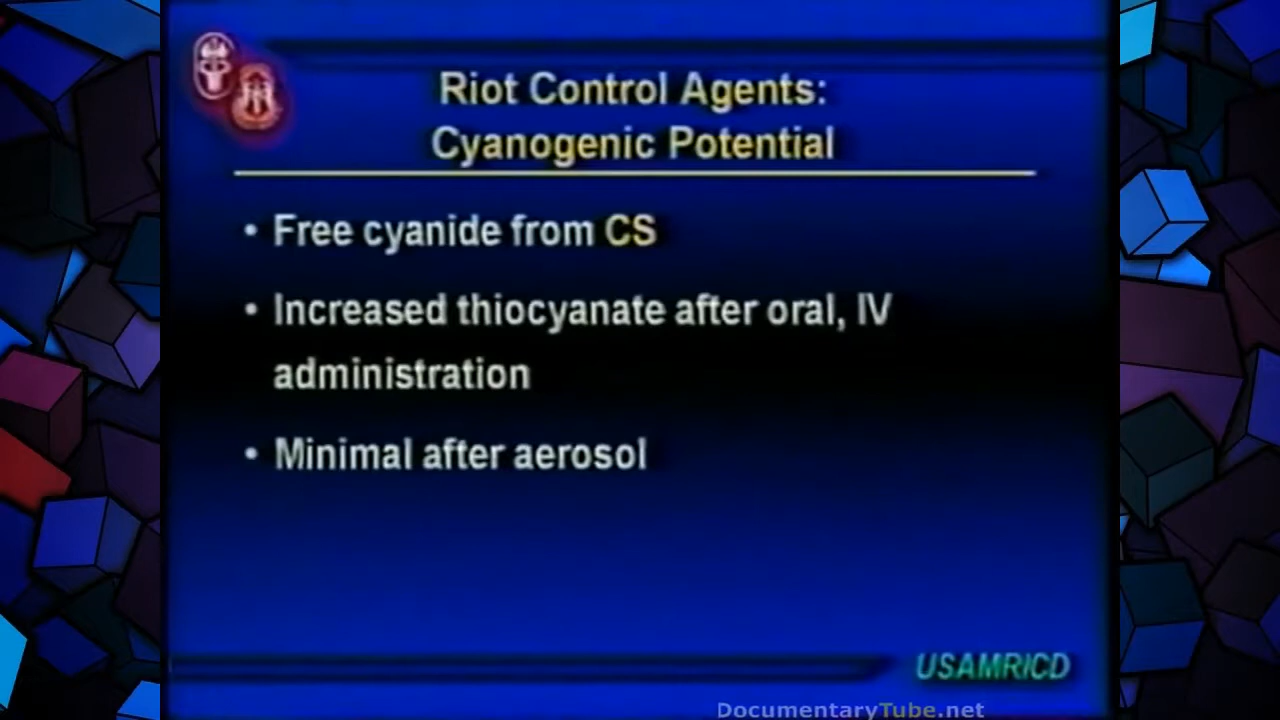 Riot Control Agents:
Cyanogenic Potential
• Free cyanide from CS
• Increased thiocyanate after oral, IV
administration
• Minimal after aerosol
USAMRICD
DocumentaryTube.net